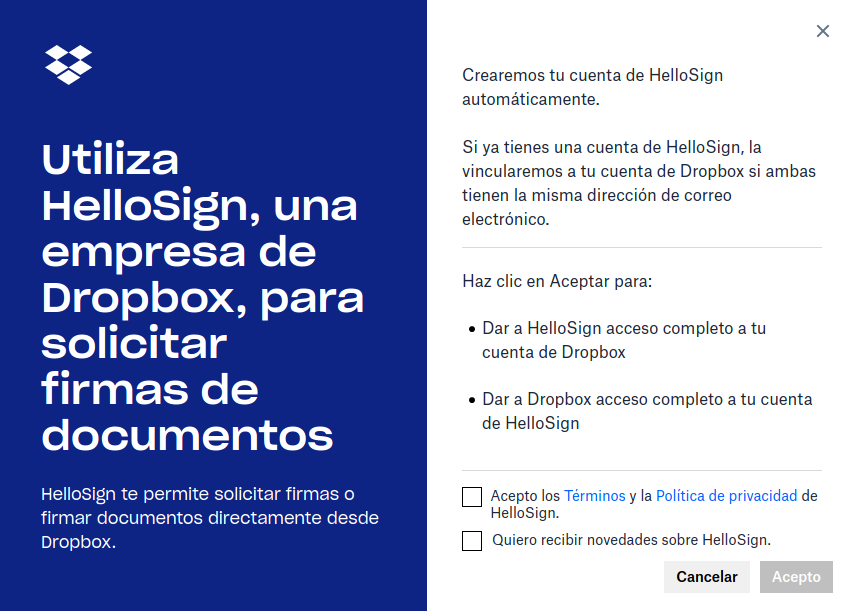 Utiliza
HelloSign, una
empresa de
Dropbox, para
solicitar
firmas de
documentos
HelloSign te permite solicitar firmas o
firmar documentos directamente desde
Dropbox.
Crearemos tu cuenta de HelloSign
automáticamente.
Si ya tienes una cuenta de HelloSign, la
vincularemos a tu cuenta de Dropbox si ambas
tienen la misma dirección de correo
electrónico.
Haz clic en Aceptar para:
• Dar a HelloSign acceso completo a tu
cuenta de Dropbox
• Dar a Dropbox acceso completo a tu cuenta
de HelloSign
Acepto los Términos y la Política de privacidad de
HelloSign.
Quiero recibir novedades sobre HelloSign.
Cancelar Acepto